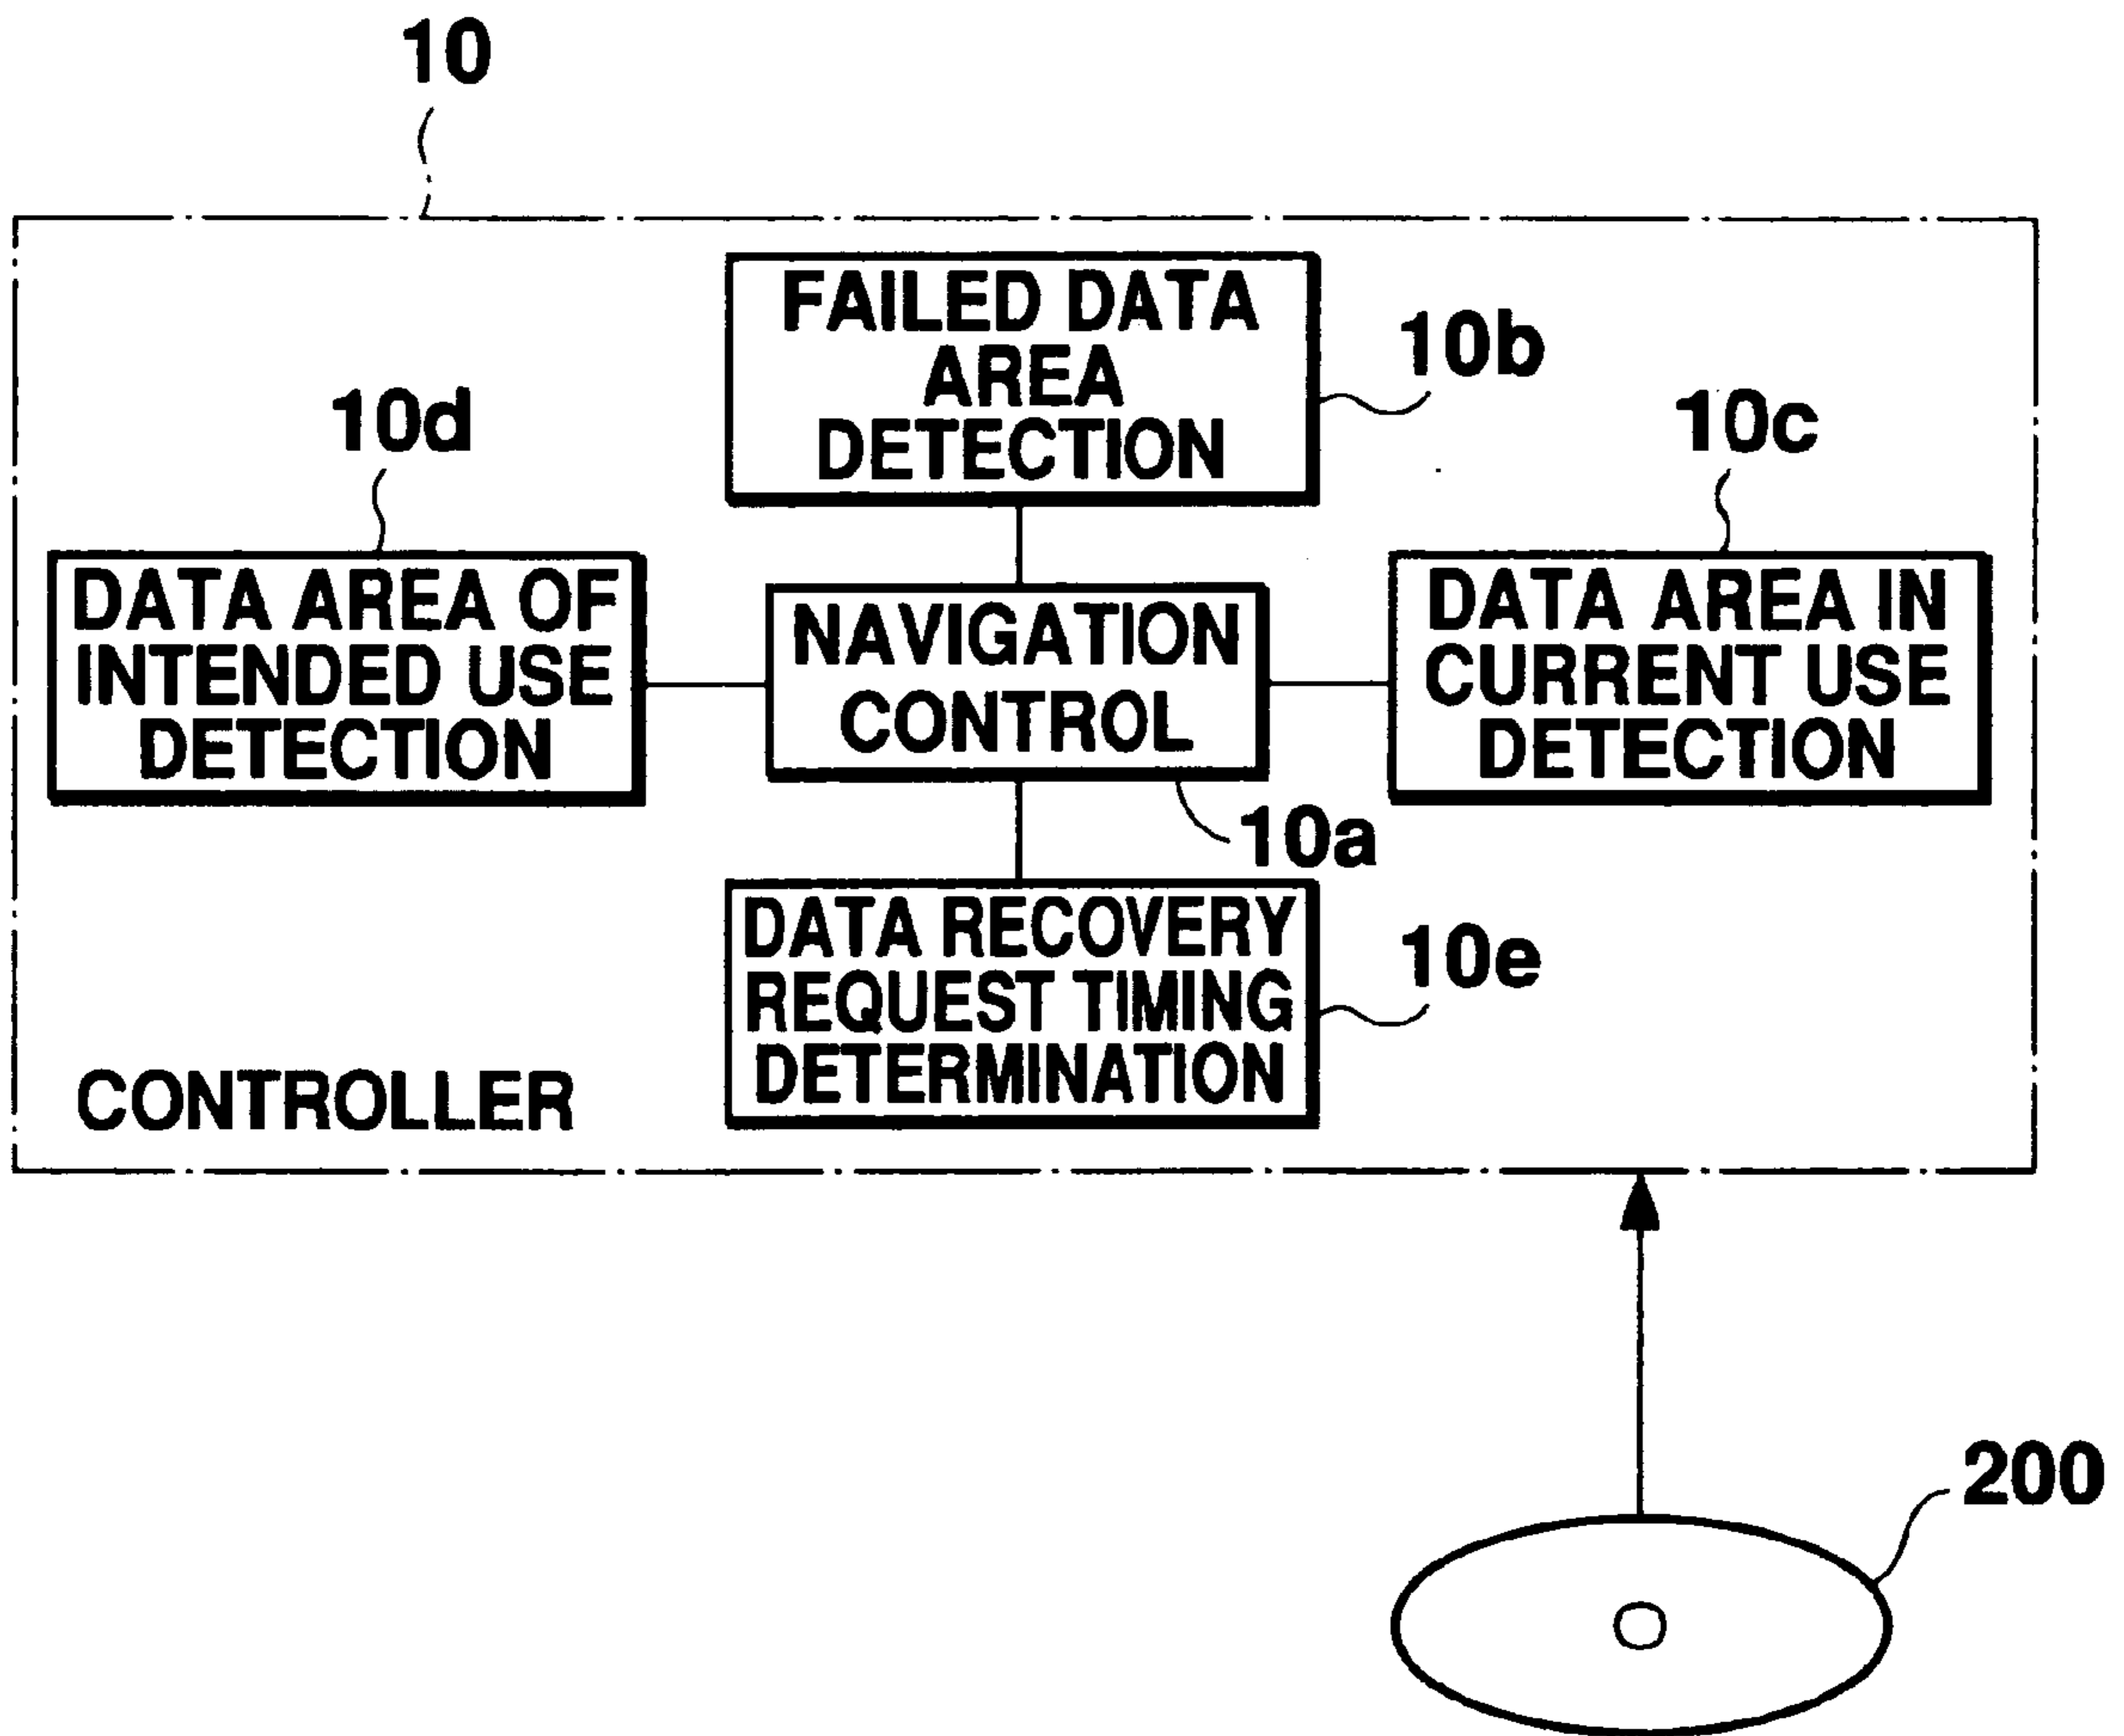 10
FAILED DATA
AREA
DETECTION
10b
10d
10c
DATA AREA OF
INTENDED USE
DETECTION
NAVIGATION
CONTROL
DATA AREA IN
CURRENT USE
DETECTION
10a
DATA RECOVERY
REQUEST TIMING
DETERMINATION
10e
CONTROLLER
200